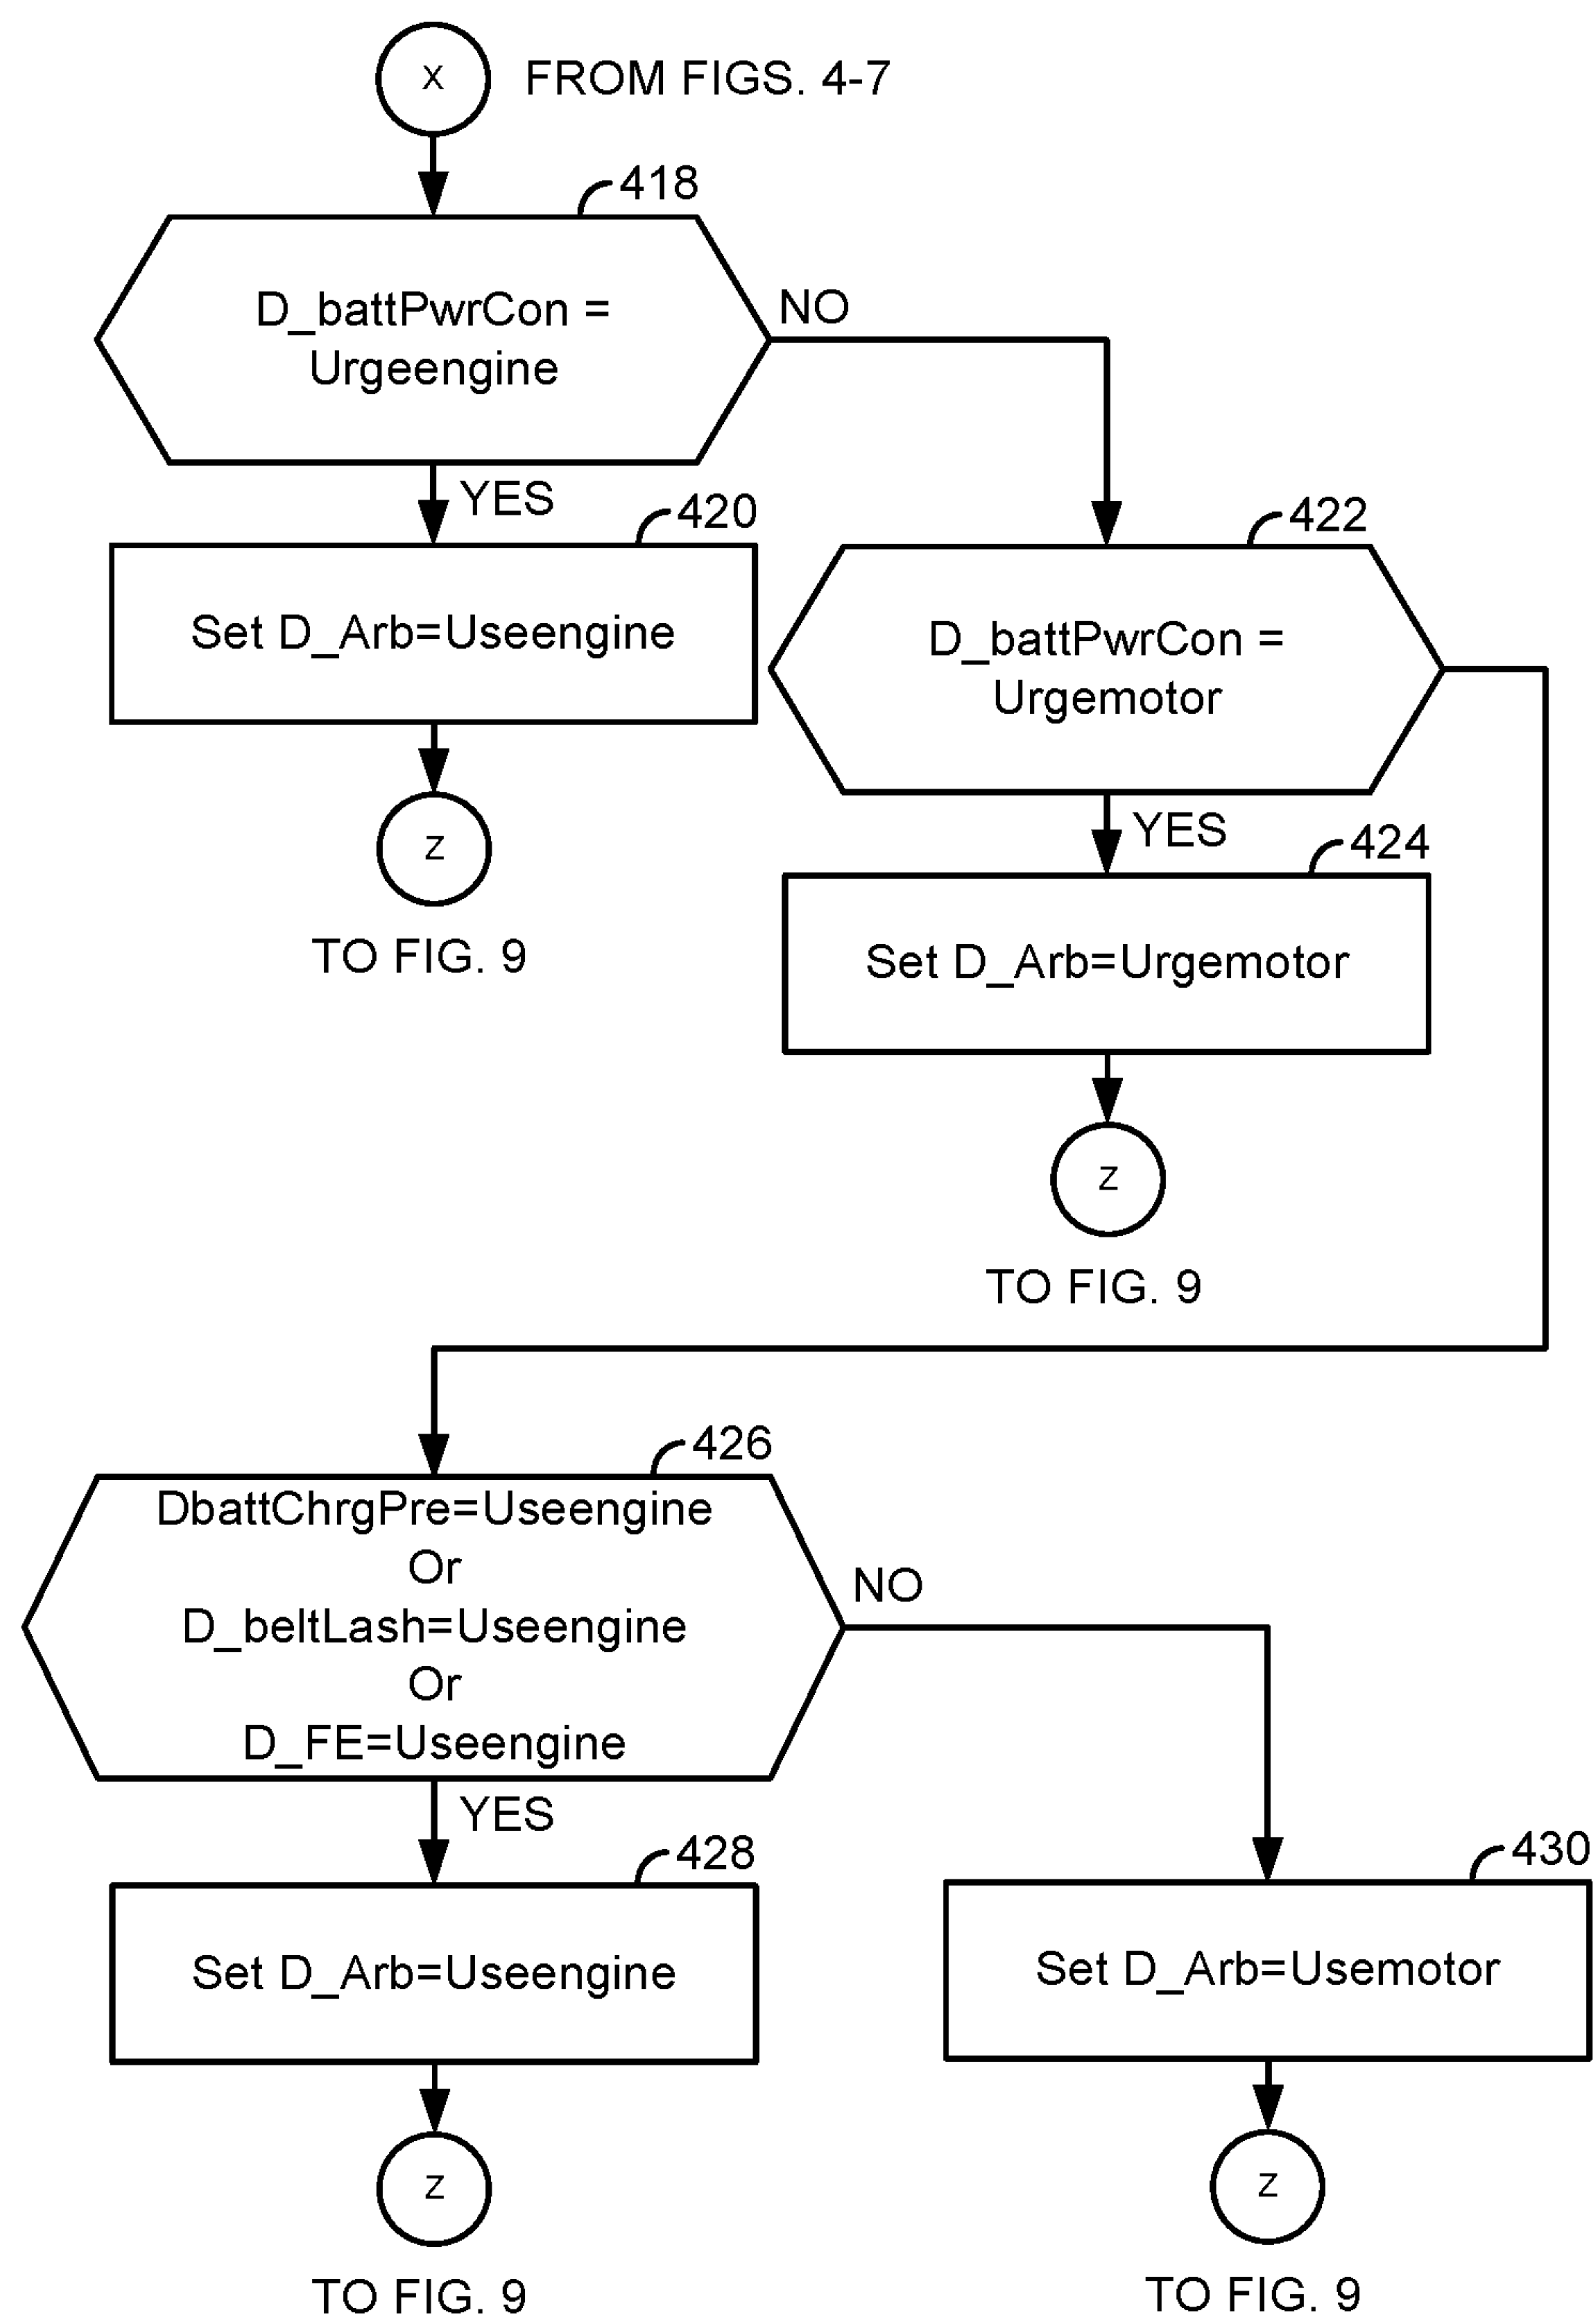 X
FROM FIGS. 4-7
418
D_battPwrCon =
Urgeengine
NO
YES
420
Set D_Arb=Useengine
Z
TO FIG. 9
422
D_battPwrCon =
Urgemotor
YES
424
Set D_Arb=Urgemotor
Z
TO FIG. 9
426
DbattChrgPre=Useengine
Or
D_beltLash=Useengine
Or
D_FE=Useengine
NO
YES
428
Set D_Arb=Useengine
Z
TO FIG. 9
430
Set D_Arb=Usemotor
Z
TO FIG. 9